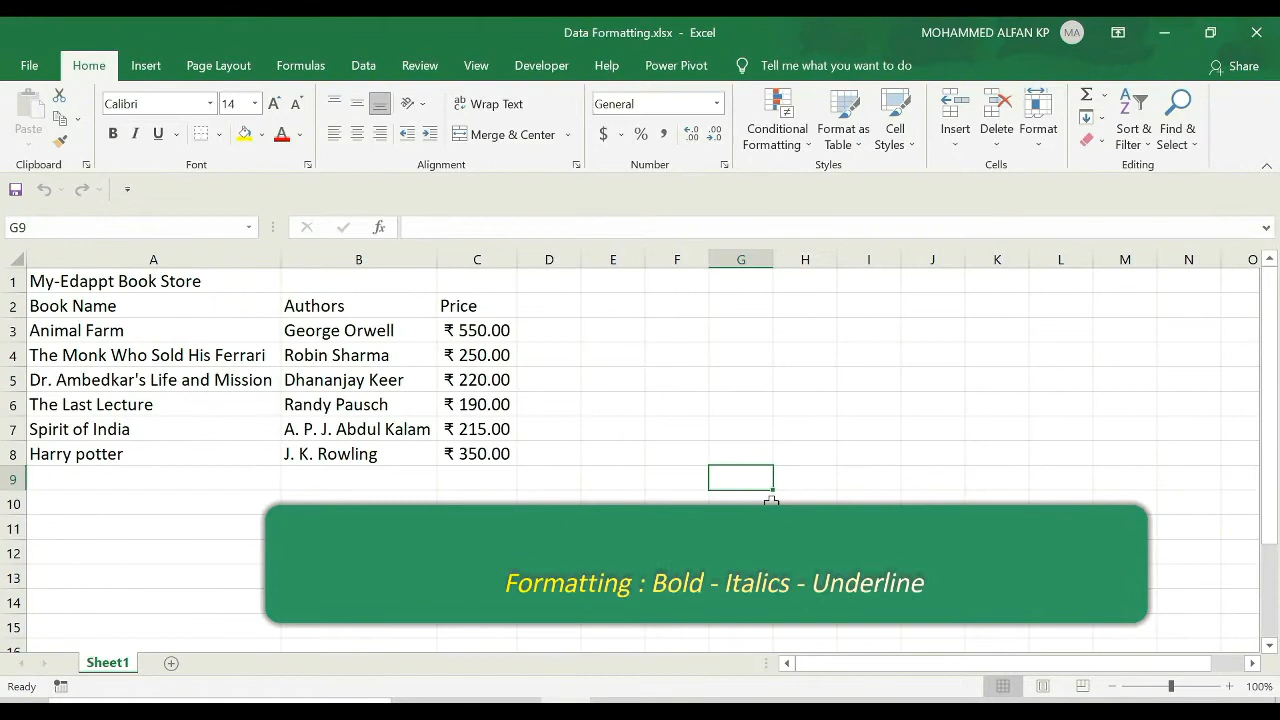 Data Formatting.xlsx - Excel
MOHAMMED ALFAN KP MA
File Home Insert Page Layout Formulas Data Review View Developer Help Power Pivot Tell me what you want to do Share
Paste
Calibri 14
B I U
Wrap Text
Merge & Center
General
$ % ,
Conditional Formatting
Format as Table
Cell Styles
Insert Delete Format
Sort & Filter
Find & Select
Clipboard Font Alignment Number Styles Cells Editing
G9 fx
A B C D E F G H I J K L M N O
1 My-Edappt Book Store
2 Book Name Authors Price
3 Animal Farm George Orwell ₹ 550.00
4 The Monk Who Sold His Ferrari Robin Sharma ₹ 250.00
5 Dr. Ambedkar's Life and Mission Dhananjay Keer ₹ 220.00
6 The Last Lecture Randy Pausch ₹ 190.00
7 Spirit of India A. P. J. Abdul Kalam ₹ 215.00
8 Harry potter J. K. Rowling ₹ 350.00
9
10
11
12
13
14
15
16
Formatting : Bold - Italics - Underline
Sheet1
Ready 100%